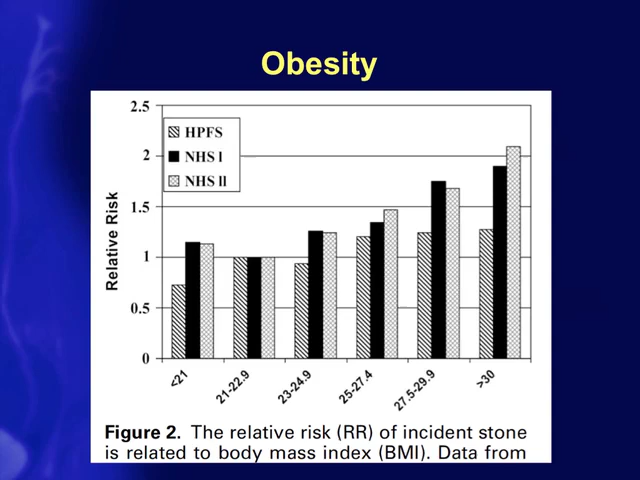 Obesity
2.5
2
1.5
1
0.5
0
Relative Risk
HPFS
NHS I
NHS II
<21
21-22.9
23-24.9
25-27.4
27.5-29.9
>30
Figure 2. The relative risk (RR) of incident stone
is related to body mass index (BMI). Data from